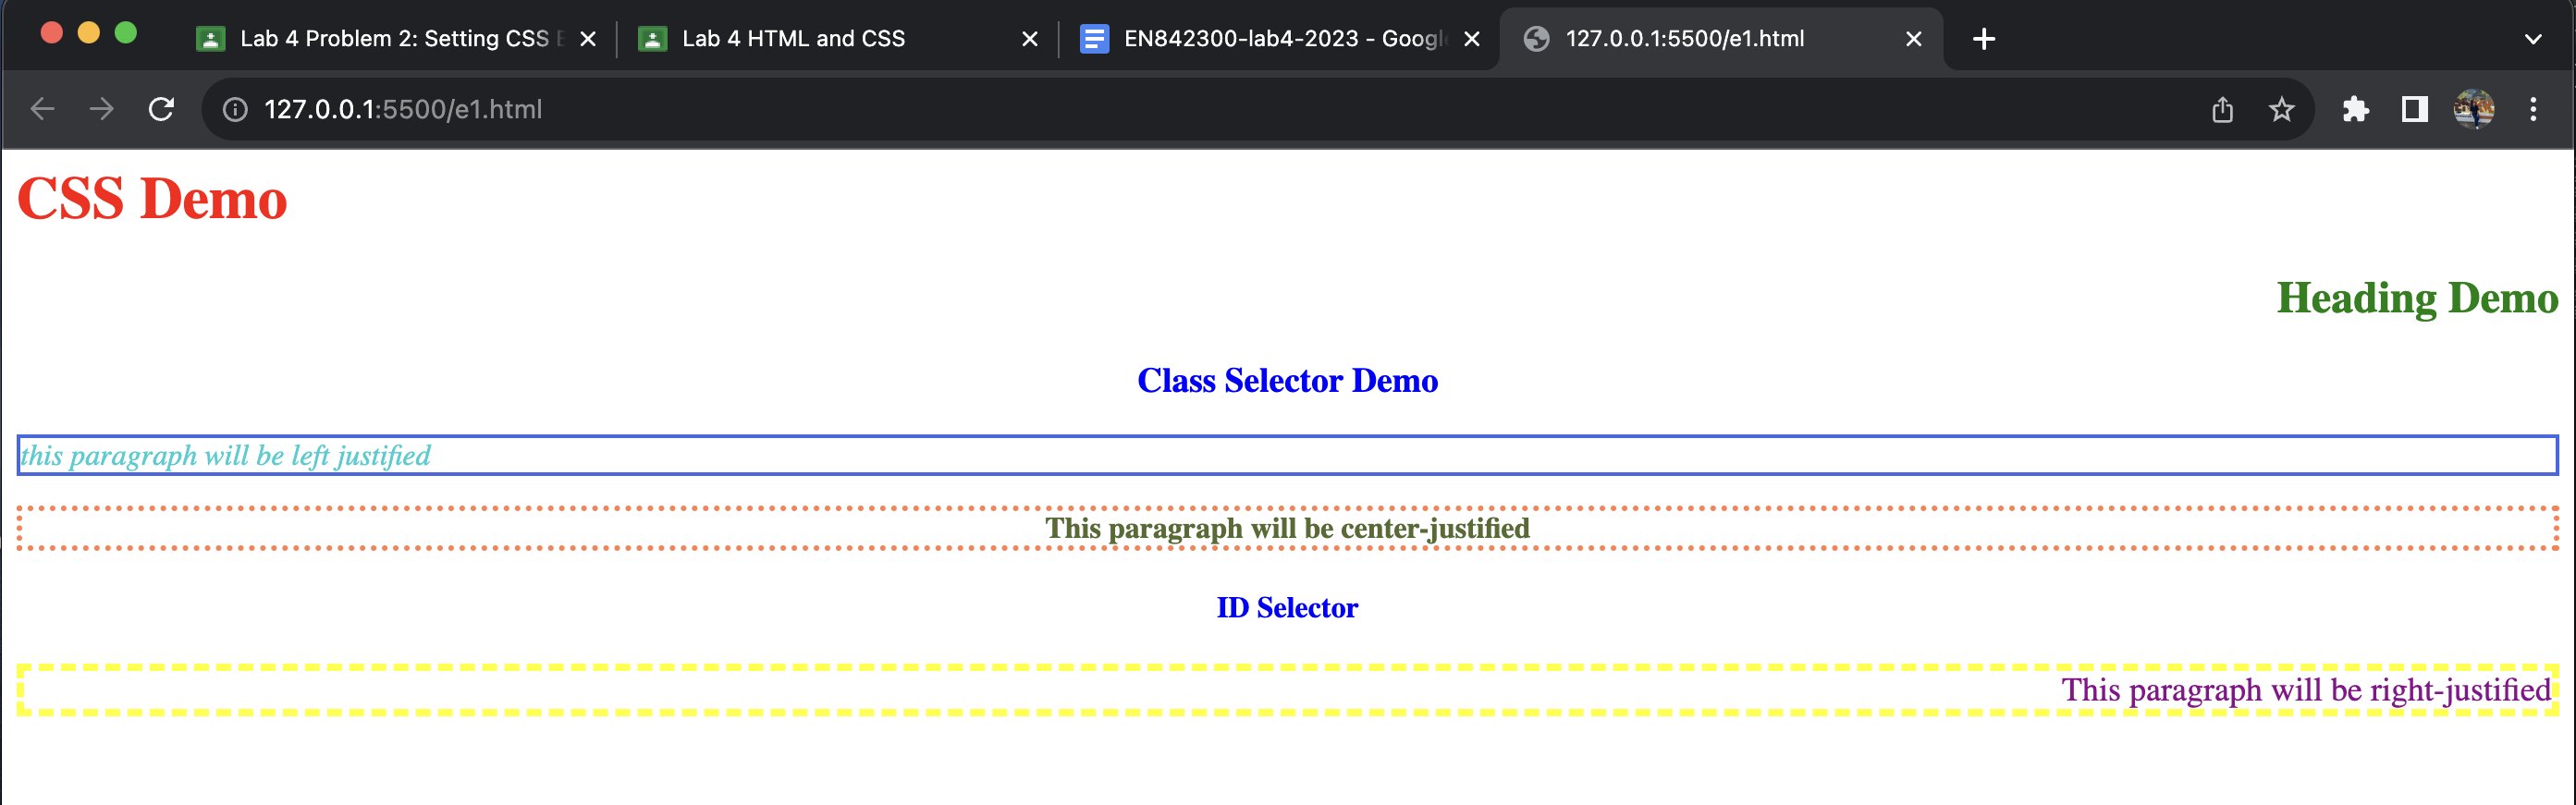 Lab 4 Problem 2: Setting CSS
Lab 4 HTML and CSS
EN842300-lab4-2023 - Googl
127.0.0.1:5500/e1.html
127.0.0.1:5500/e1.html
CSS Demo
Heading Demo
Class Selector Demo
this paragraph will be left justified
This paragraph will be center-justified
ID Selector
This paragraph will be right-justified